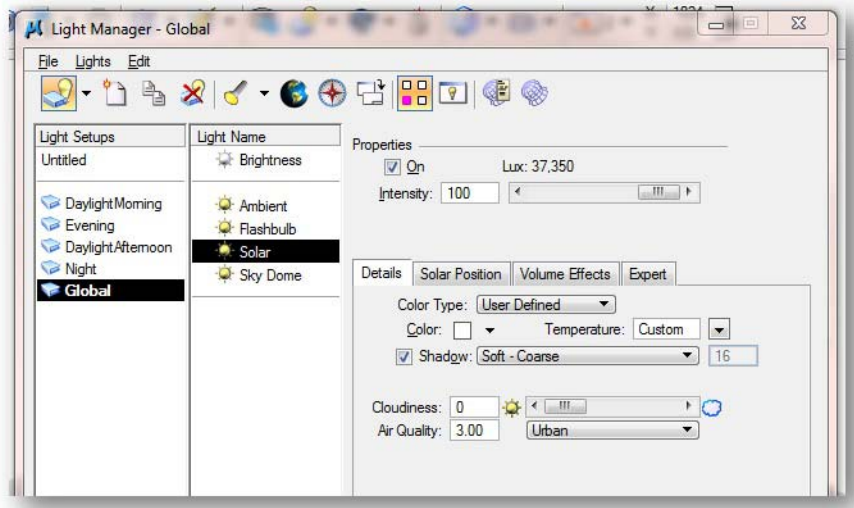 Light Manager - Global
File Lights Edit
Light Setups
Untitled
DaylightMorning
Evening
DaylightAfternoon
Night
Global
Light Name
Brightness
Ambient
Flashbulb
Solar
Sky Dome
Properties
On Lux: 37,350
Intensity: 100
Details Solar Position Volume Effects Expert
Color Type: User Defined
Color: Temperature: Custom
Shadow: Soft - Coarse 16
Cloudiness: 0
Air Quality: 3.00 Urban